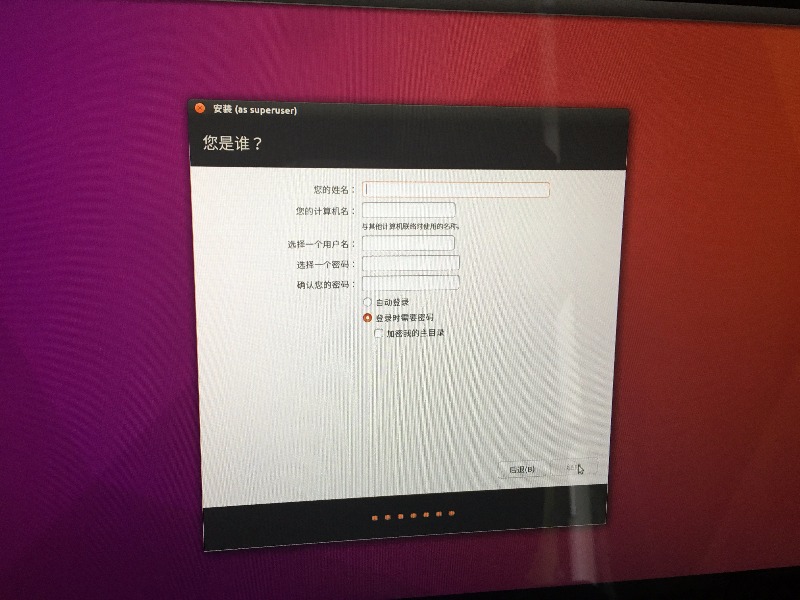 安装 (as superuser)
您是谁？
您的姓名：
您的计算机名：
与其他计算机联络时使用的名称。
选择一个用户名：
选择一个密码：
确认您的密码：
自动登录
登录时需要密码
加密我的主目录
后退(B)